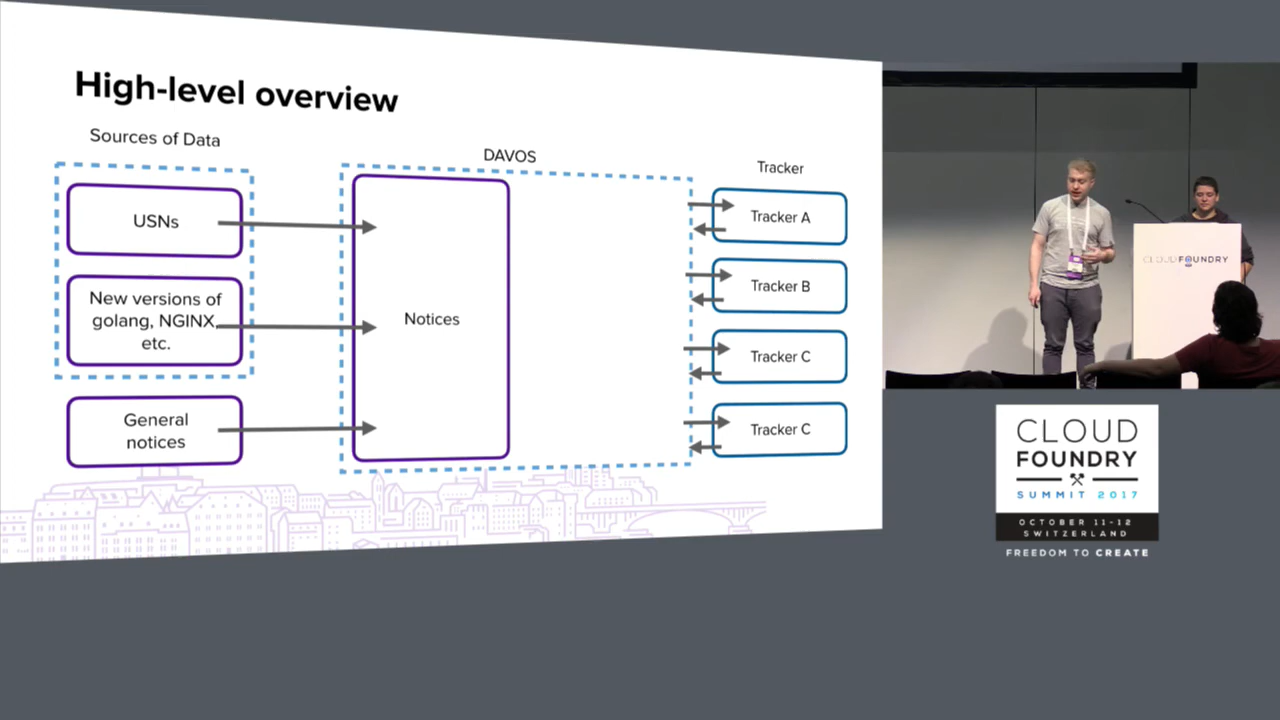 High-level overview
Sources of Data
USNs
New versions of
golang, NGINX,
etc.
General
notices
DAVOS
Notices
Tracker
Tracker A
Tracker B
Tracker C
Tracker C
CLOUD FOUNDRY
CLOUD
FOUNDRY
SUMMIT 2017
OCTOBER 11-12
SWITZERLAND
FREEDOM TO CREATE